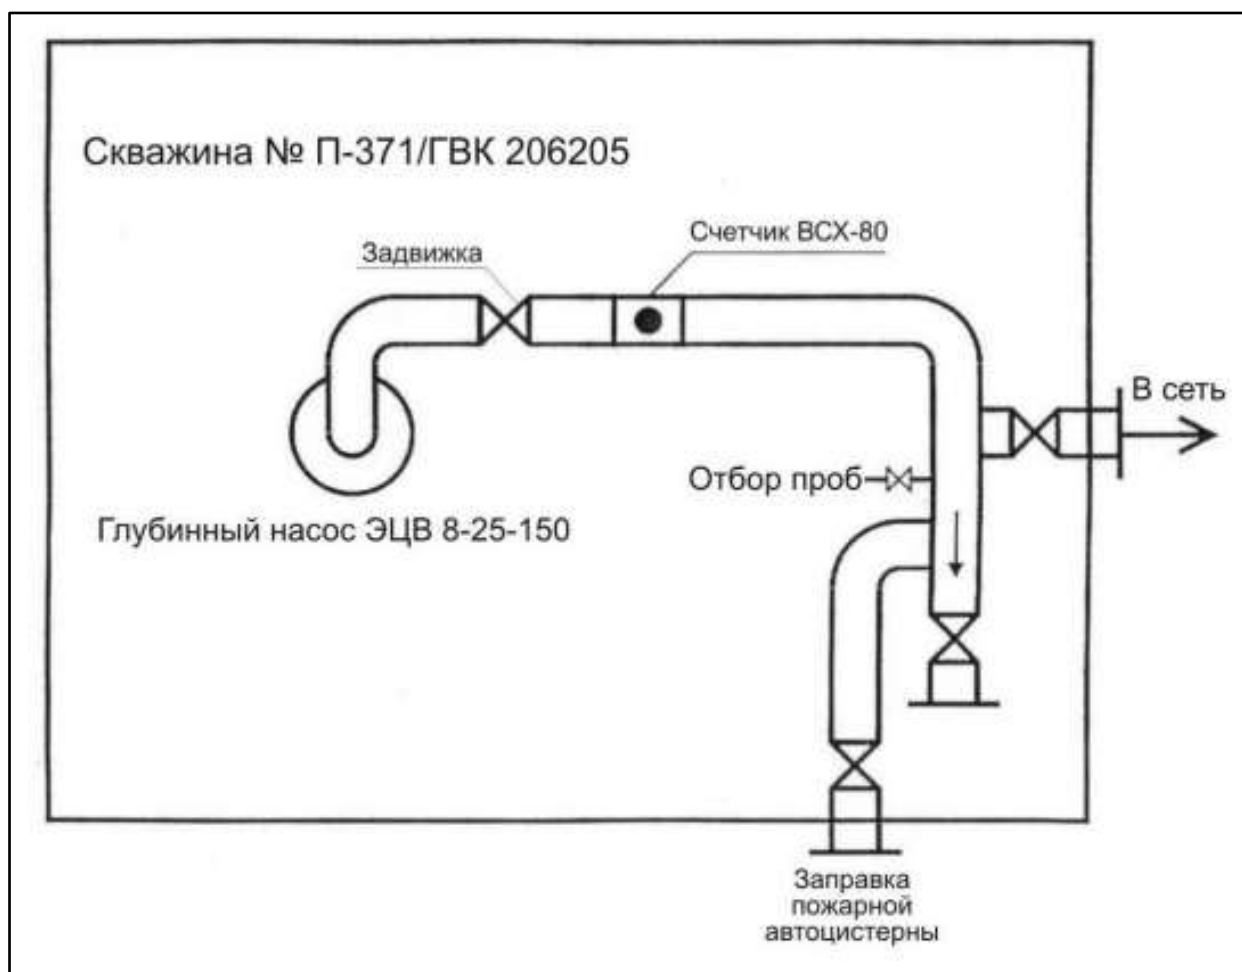 Скважина № П-371/ГВК 206205
Счетчик ВСХ-80
Задвижка
В сеть
Отбор проб
Глубинный насос ЭЦВ 8-25-150
Заправка
пожарной
автоцистерны